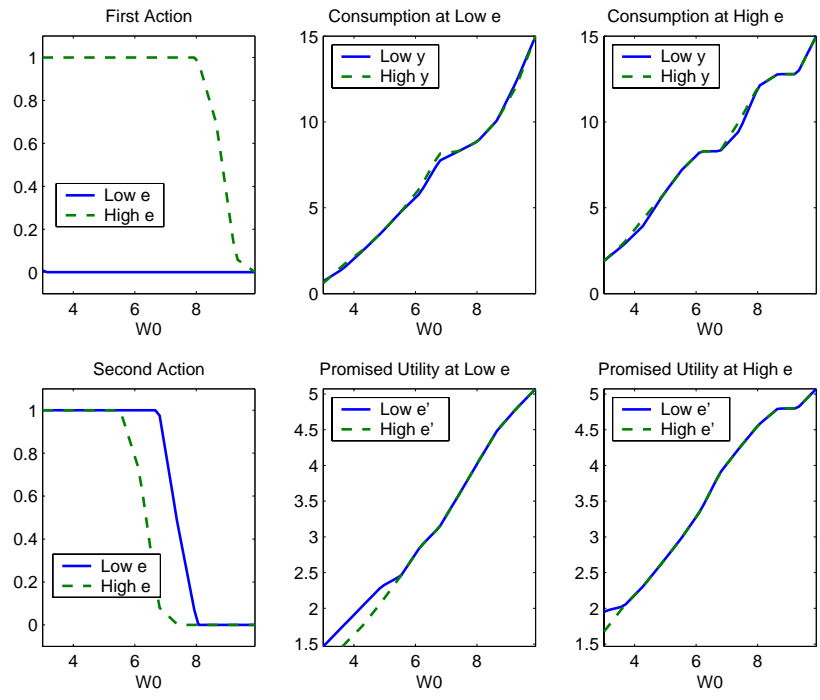 First Action
Consumption at Low e
Consumption at High e
1
0.8
0.6
0.4
0.2
0
Low e
High e
4
6
8
W0
15
10
5
0
Low y
High y
4
6
8
W0
15
10
5
0
Low y
High y
4
6
8
W0
Second Action
Promised Utility at Low e
Promised Utility at High e
1
0.8
0.6
0.4
0.2
0
Low e
High e
4
6
8
W0
5
4.5
4
3.5
3
2.5
2
1.5
Low e’
High e’
4
6
8
W0
5
4.5
4
3.5
3
2.5
2
1.5
Low e’
High e’
4
6
8
W0